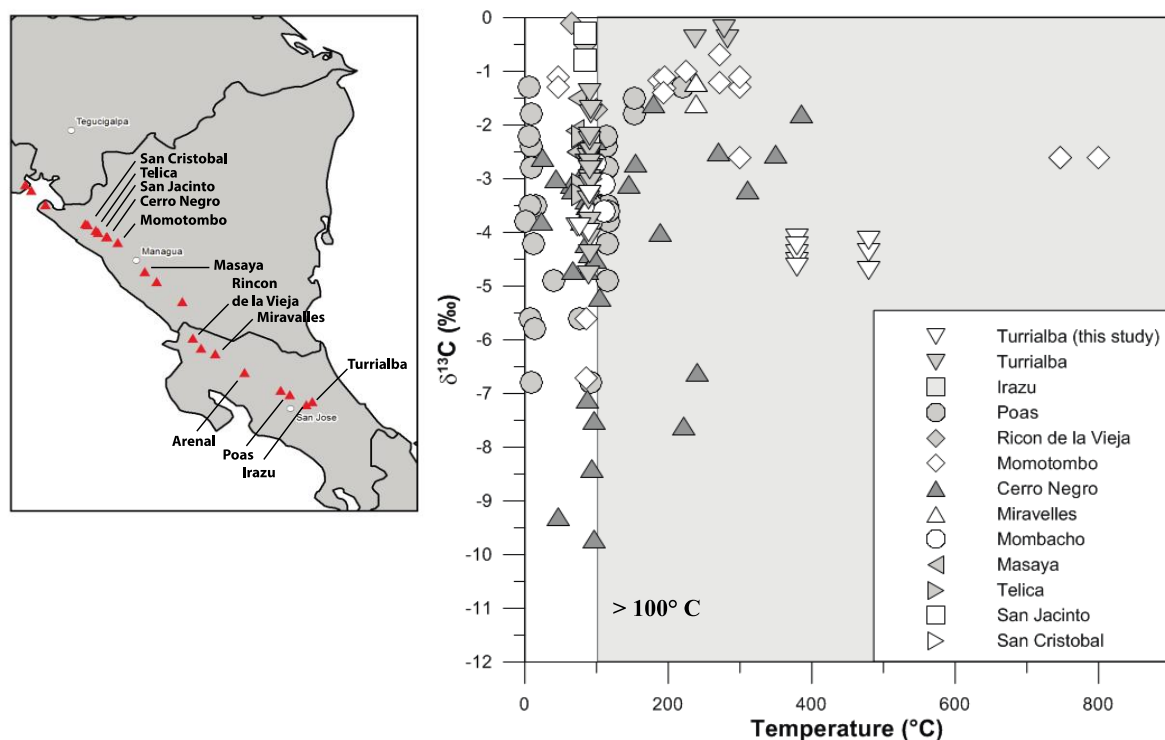 Tegucigalpa
San Cristobal
Telica
San Jacinto
Cerro Negro
Momotombo
Managua
Masaya
Rincon
de la Vieja
Miravalles
Turrialba
San Jose
Arenal
Poas
Irazu
0
-1
-2
-3
-4
-5
-6
-7
-8
-9
-10
-11
-12
δ¹³C (‰)
> 100° C
Turrialba (this study)
Turrialba
Irazu
Poas
Ricon de la Vieja
Momotombo
Cerro Negro
Miravelles
Mombacho
Masaya
Telica
San Jacinto
San Cristobal
0 200 400 600 800
Temperature (°C)